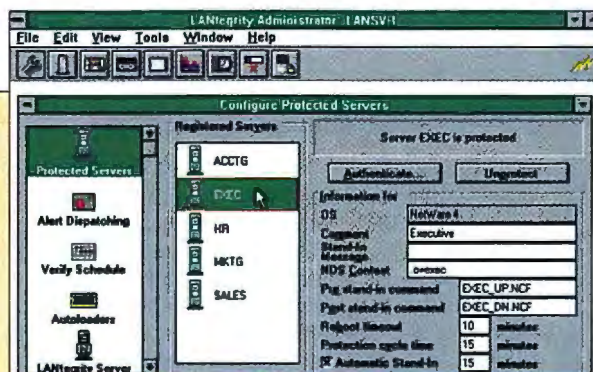 LANtegrity Administrator: LANSVR
File Edit View Tools Window Help
Configure Protected Servers
Protected Servers
Alert Dispatching
Verify Schedule
Autoloaders
LANtegrity Server
Registered Servers
ACCTG
EXEC
HR
MKTG
SALES
Server EXEC is protected
Authenticate... Unprotect
Information for
OS NetWare 4
Comment Executive
Stand-In Message
NDS Context o=exec
Pre stand-in command EXEC_UP.NCF
Post stand-in command EXEC_DN.NCF
Reboot timeout 10 minutes
Protection cycle time 15 minutes
Automatic Stand-In 15 minutes